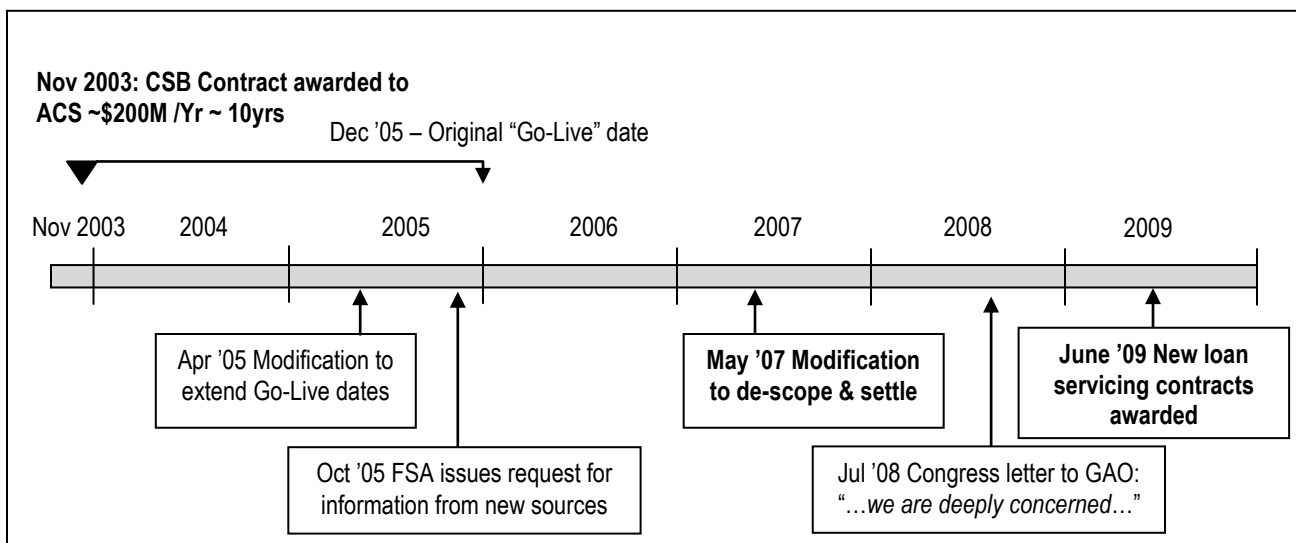 Nov 2003: CSB Contract awarded to
ACS ~$200M /Yr ~ 10yrs
Dec '05 – Original “Go-Live” date
Nov 2003
2004
2005
2006
2007
2008
2009
Apr '05 Modification to
extend Go-Live dates
Oct '05 FSA issues request for
information from new sources
May '07 Modification
to de-scope & settle
Jul '08 Congress letter to GAO:
“…we are deeply concerned…”
June '09 New loan
servicing contracts
awarded